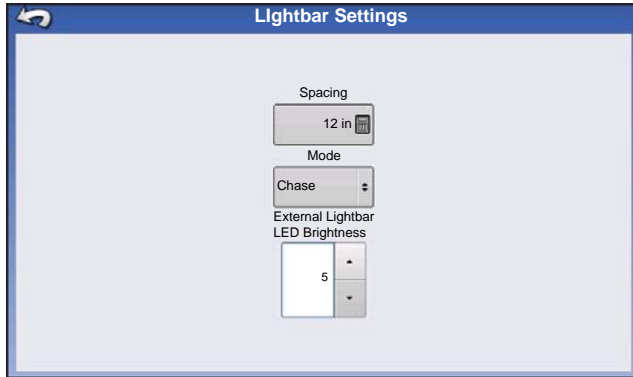 LIghtbar Settings
Spacing
12 in
Mode
Chase
External Lightbar
LED Brightness
5